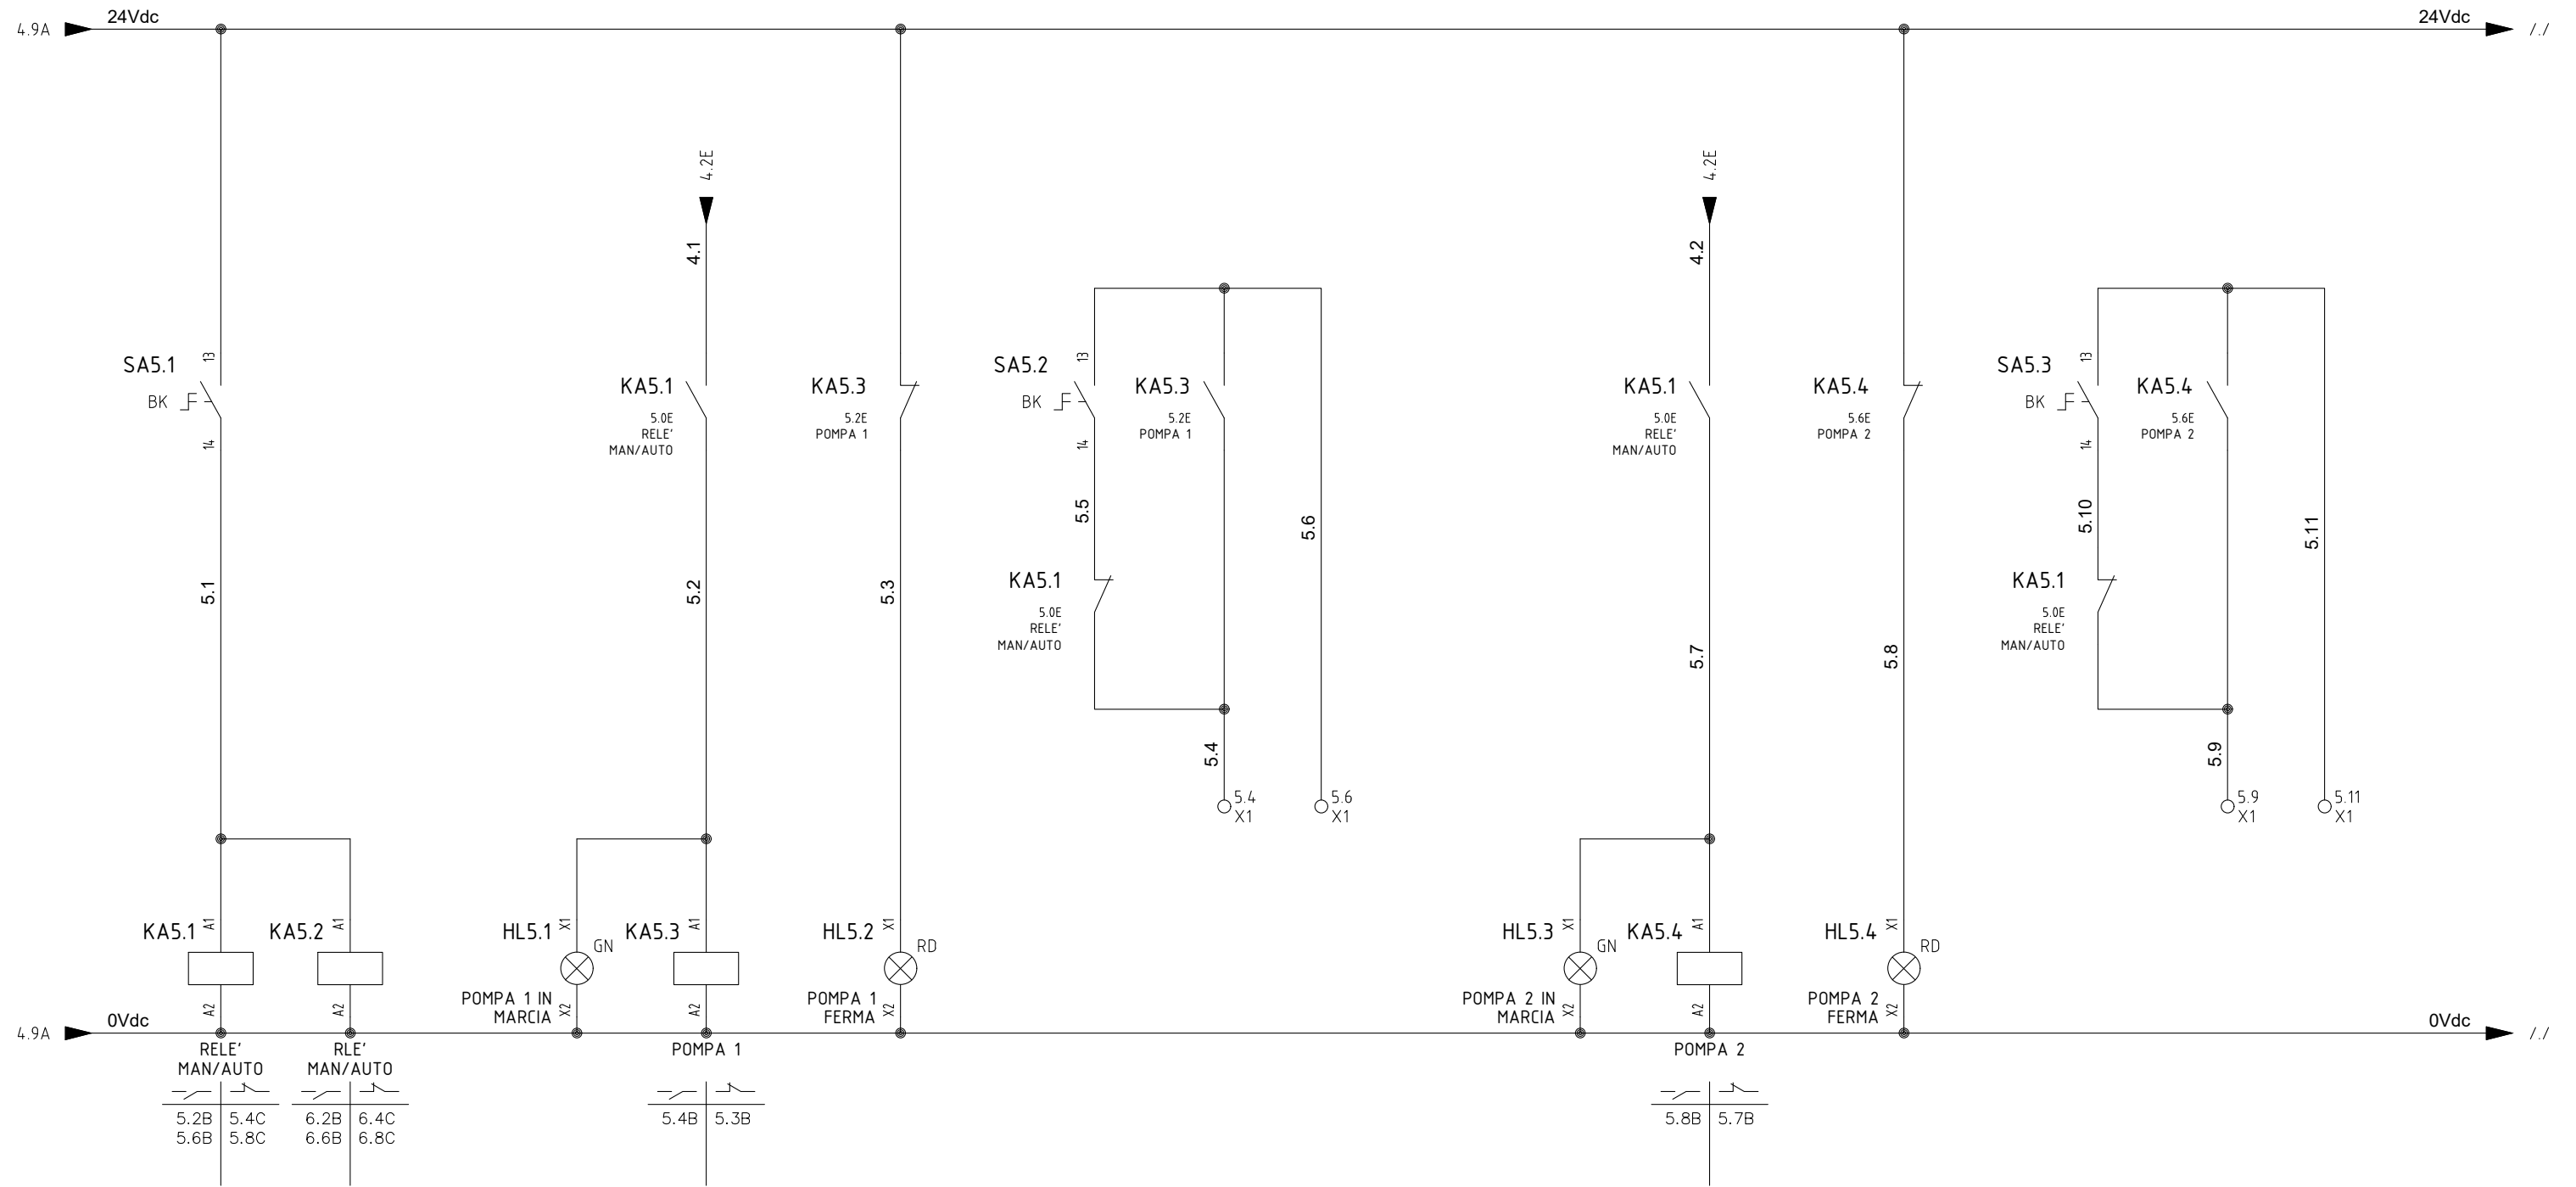 4.9A
24Vdc
24Vdc
/./
4.2E
4.2E
4.1
4.2
SA5.1
13
BK
14
KA5.1
5.0E
RELE'
MAN/AUTO
KA5.3
5.2E
POMPA 1
SA5.2
13
BK
14
KA5.3
5.2E
POMPA 1
KA5.1
5.0E
RELE'
MAN/AUTO
KA5.4
5.6E
POMPA 2
SA5.3
13
BK
14
KA5.4
5.6E
POMPA 2
5.5
5.6
5.10
5.11
5.1
5.2
5.3
KA5.1
5.0E
RELE'
MAN/AUTO
5.7
5.8
KA5.1
5.0E
RELE'
MAN/AUTO
5.4
5.9
5.4
X1
5.6
X1
5.9
X1
5.11
X1
KA5.1
A1
A2
KA5.2
A1
A2
HL5.1
X1
GN
POMPA 1 IN
MARCIA
X2
KA5.3
A1
A2
HL5.2
X1
RD
POMPA 1
FERMA
X2
HL5.3
X1
GN
POMPA 2 IN
MARCIA
X2
KA5.4
A1
A2
HL5.4
X1
RD
POMPA 2
FERMA
X2
4.9A
0Vdc
0Vdc
/./
RELE'
MAN/AUTO
5.2B 5.4C
5.6B 5.8C
RLE'
MAN/AUTO
6.2B 6.4C
6.6B 6.8C
POMPA 1
5.4B 5.3B
POMPA 2
5.8B 5.7B